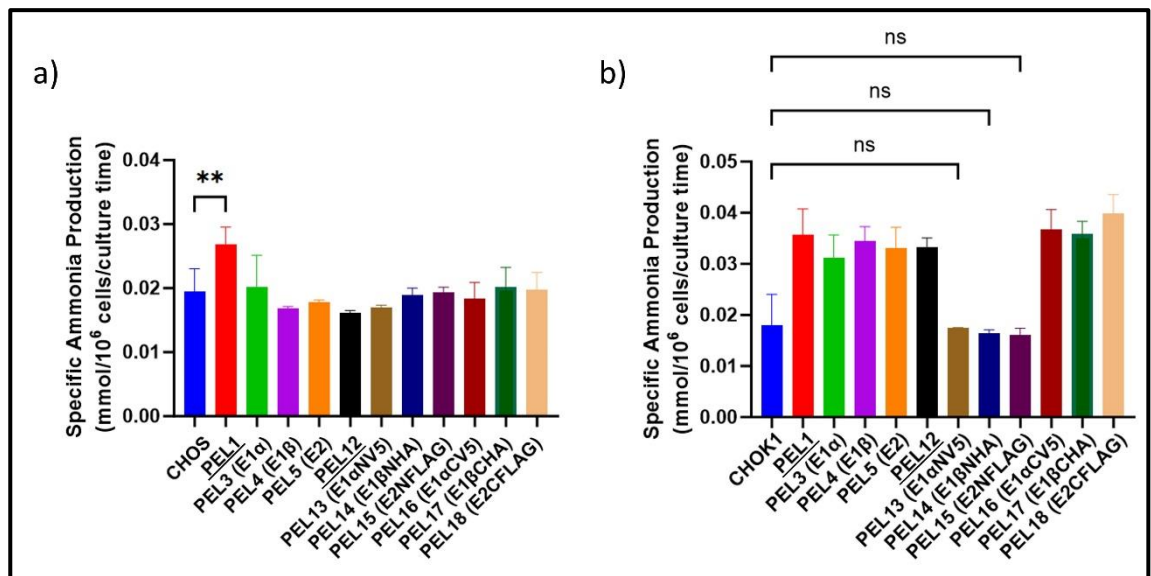 a)
Specific Ammonia Production
(mmol/10⁶ cells/culture time)
0.04
0.03
0.02
0.01
0.00
**
CHOS
PEL1
PEL3 (E1α)
PEL4 (E1β)
PEL5 (E2)
PEL12
PEL13 (E1αNV5)
PEL14 (E1βNHA)
PEL15 (E2NFLAG)
PEL16 (E1αCV5)
PEL17 (E1βCHA)
PEL18 (E2CFLAG)
b)
Specific Ammonia Production
(mmol/10⁶ cells/culture time)
0.05
0.04
0.03
0.02
0.01
0.00
ns
ns
ns
CHOK1
PEL1
PEL3 (E1α)
PEL4 (E1β)
PEL5 (E2)
PEL12
PEL13 (E1αNV5)
PEL14 (E1βNHA)
PEL15 (E2NFLAG)
PEL16 (E1αCV5)
PEL17 (E1βCHA)
PEL18 (E2CFLAG)